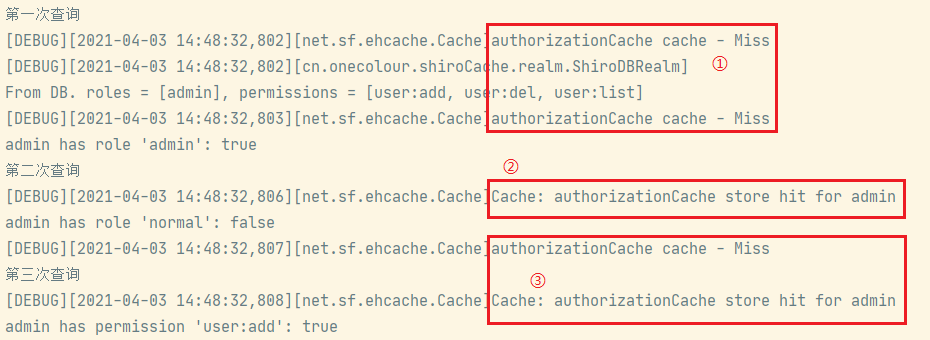 第一次查询
[DEBUG][2021-04-03 14:48:32,802][net.sf.ehcache.Cache]authorizationCache cache - Miss
[DEBUG][2021-04-03 14:48:32,802][cn.onecolour.shiroCache.realm.ShiroDBRealm] ①
From DB. roles = [admin], permissions = [user:add, user:del, user:list]
[DEBUG][2021-04-03 14:48:32,803][net.sf.ehcache.Cache]authorizationCache cache - Miss
admin has role 'admin': true
第二次查询 ②
[DEBUG][2021-04-03 14:48:32,806][net.sf.ehcache.Cache]Cache: authorizationCache store hit for admin
admin has role 'normal': false
[DEBUG][2021-04-03 14:48:32,807][net.sf.ehcache.Cache]authorizationCache cache - Miss
第三次查询 ③
[DEBUG][2021-04-03 14:48:32,808][net.sf.ehcache.Cache]Cache: authorizationCache store hit for admin
admin has permission 'user:add': true